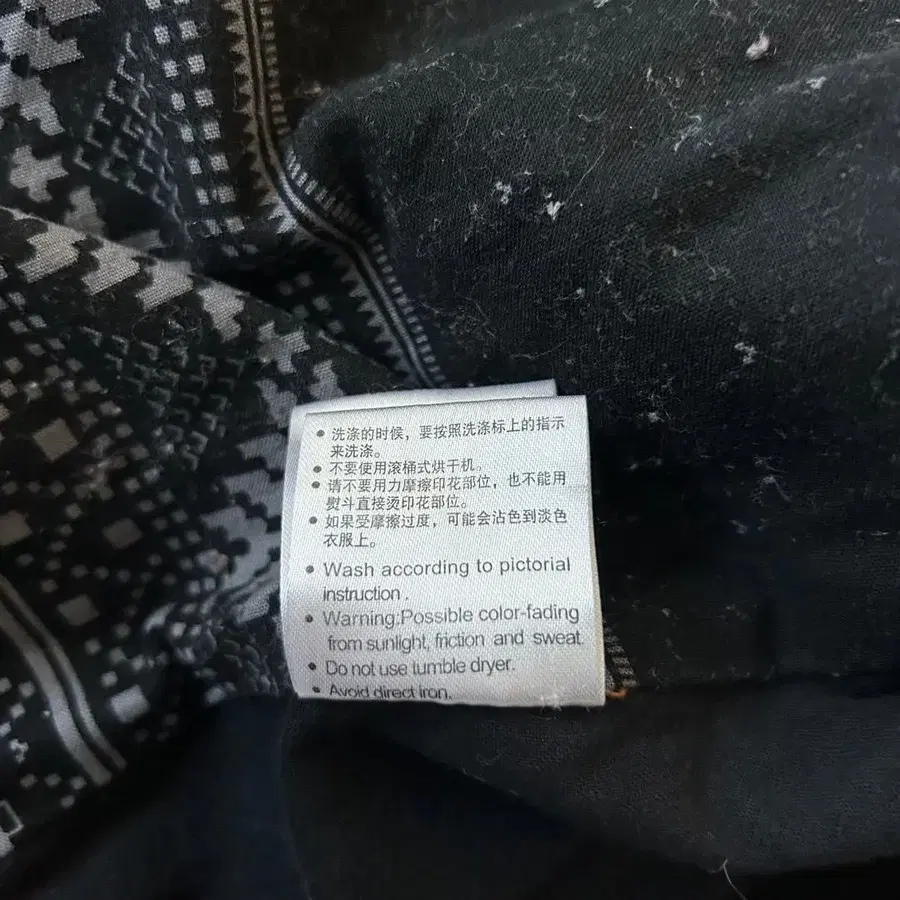 • 洗涤的时候，要按照洗涤标上的指示
来洗涤。
• 不要使用滚桶式烘干机。
• 请不要用力摩擦印花部位，也不能用
熨斗直接烫印花部位。
• 如果受摩擦过度，可能会沾色到淡色
衣服上。
• Wash according to pictorial
instruction .
• Warning:Possible color-fading
from sunlight, friction and sweat.
• Do not use tumble dryer.
• Avoid direct iron.